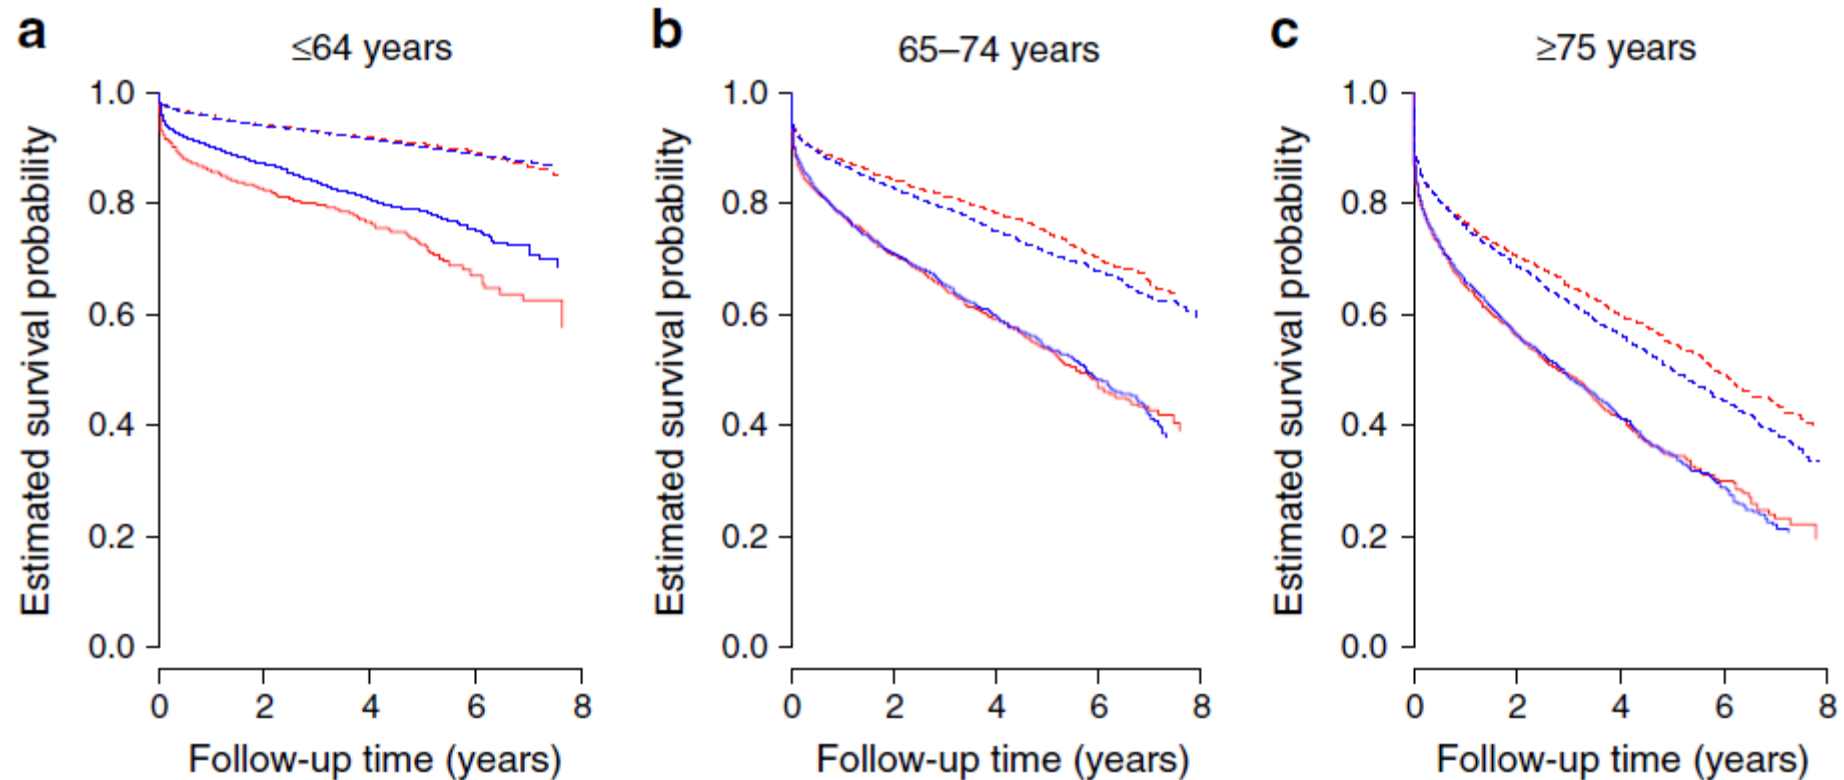 a
≤64 years
Estimated survival probability
1.0
0.8
0.6
0.4
0.2
0.0
0 2 4 6 8
Follow-up time (years)
b
65–74 years
Estimated survival probability
1.0
0.8
0.6
0.4
0.2
0.0
0 2 4 6 8
Follow-up time (years)
c
≥75 years
Estimated survival probability
1.0
0.8
0.6
0.4
0.2
0.0
0 2 4 6 8
Follow-up time (years)